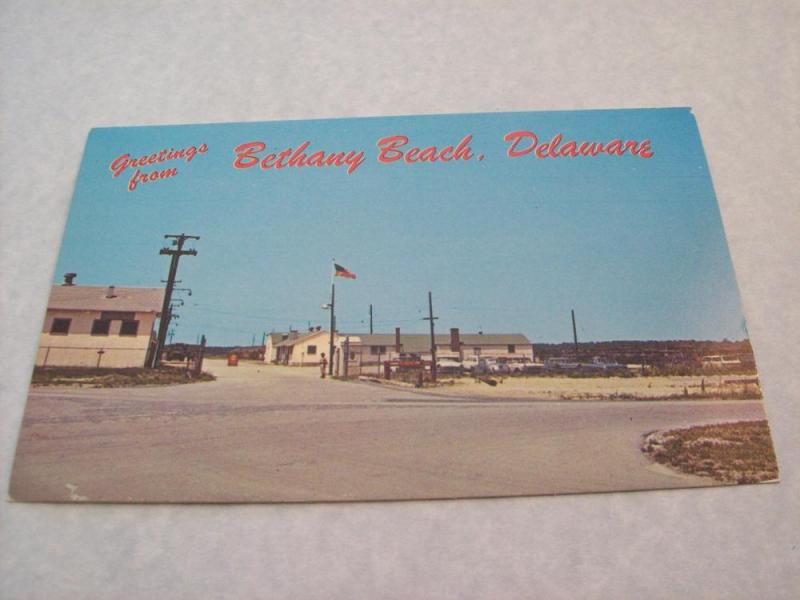 Greetings
from
Bethany Beach, Delaware